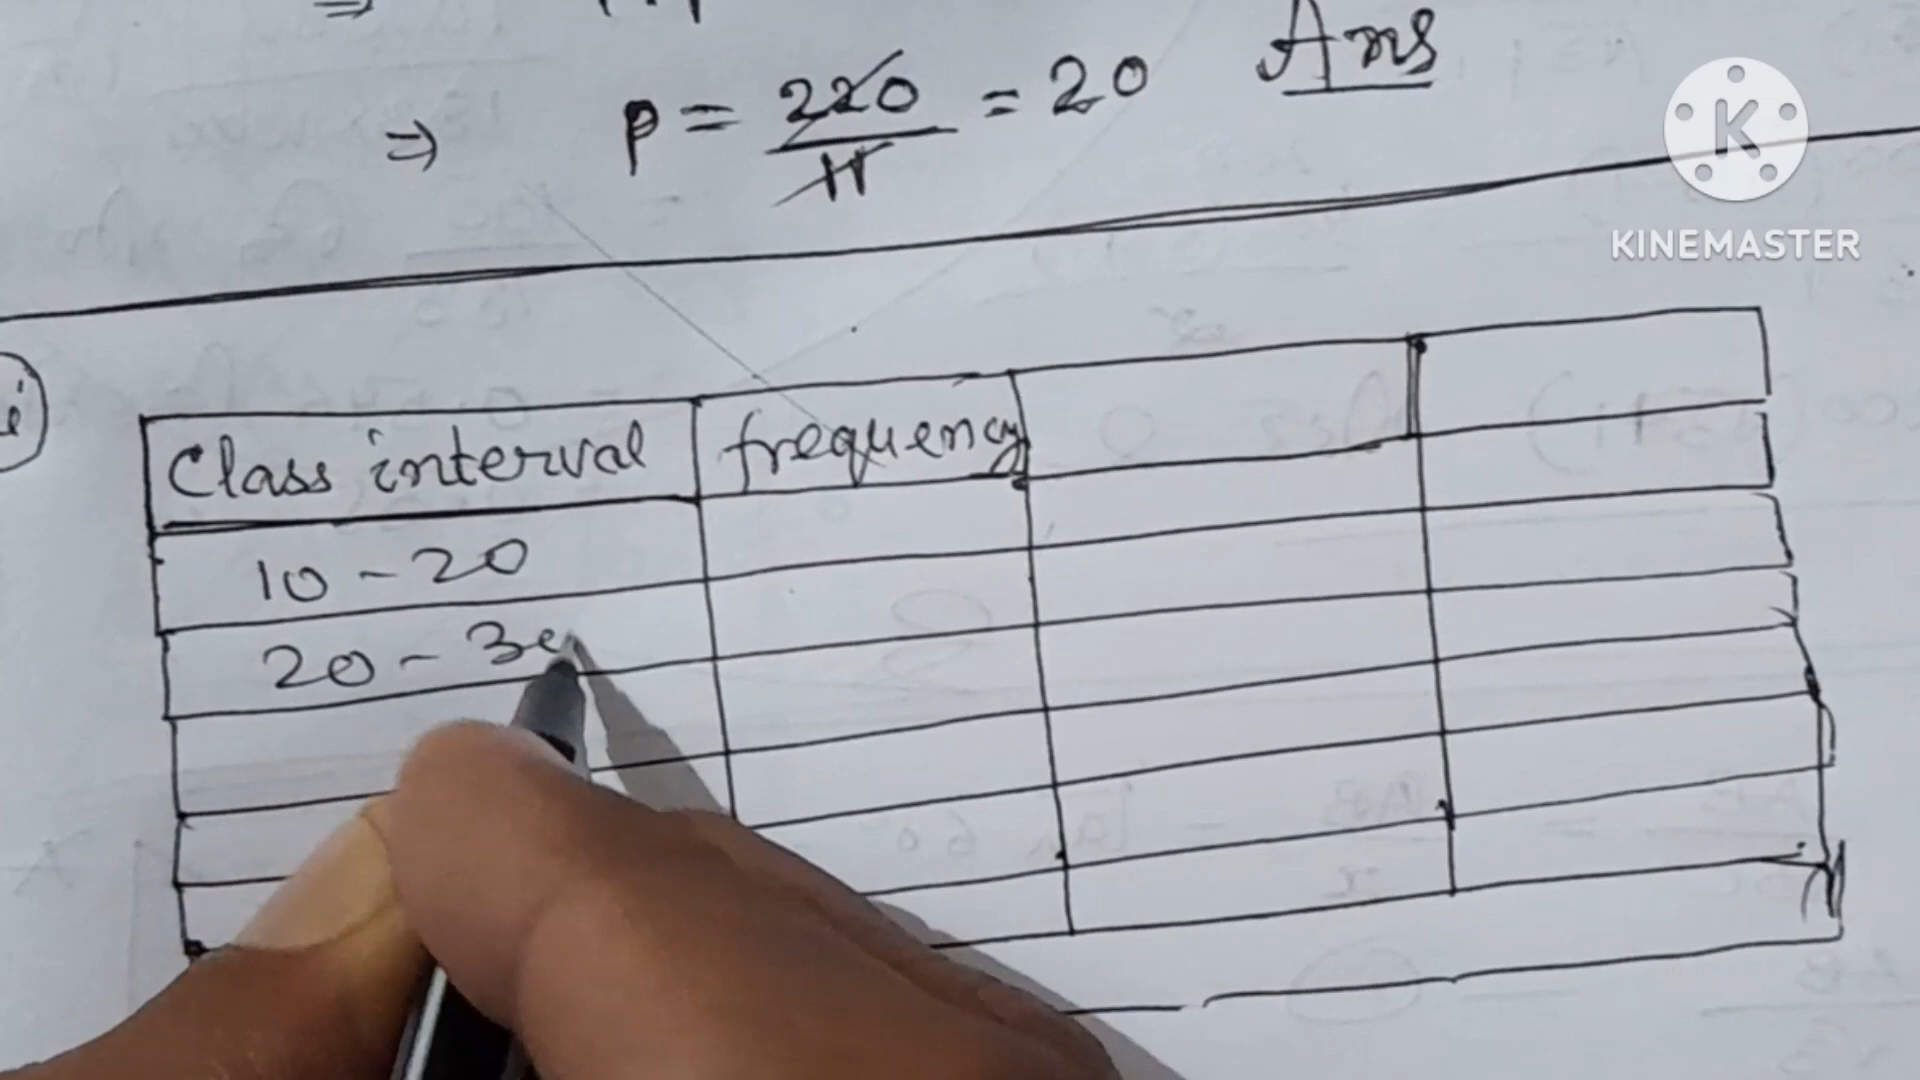 ⇒
⇒ p = 220/11 = 20 Ans
K
KINEMASTER
i)
Class interval frequency
10 - 20
20 - 30